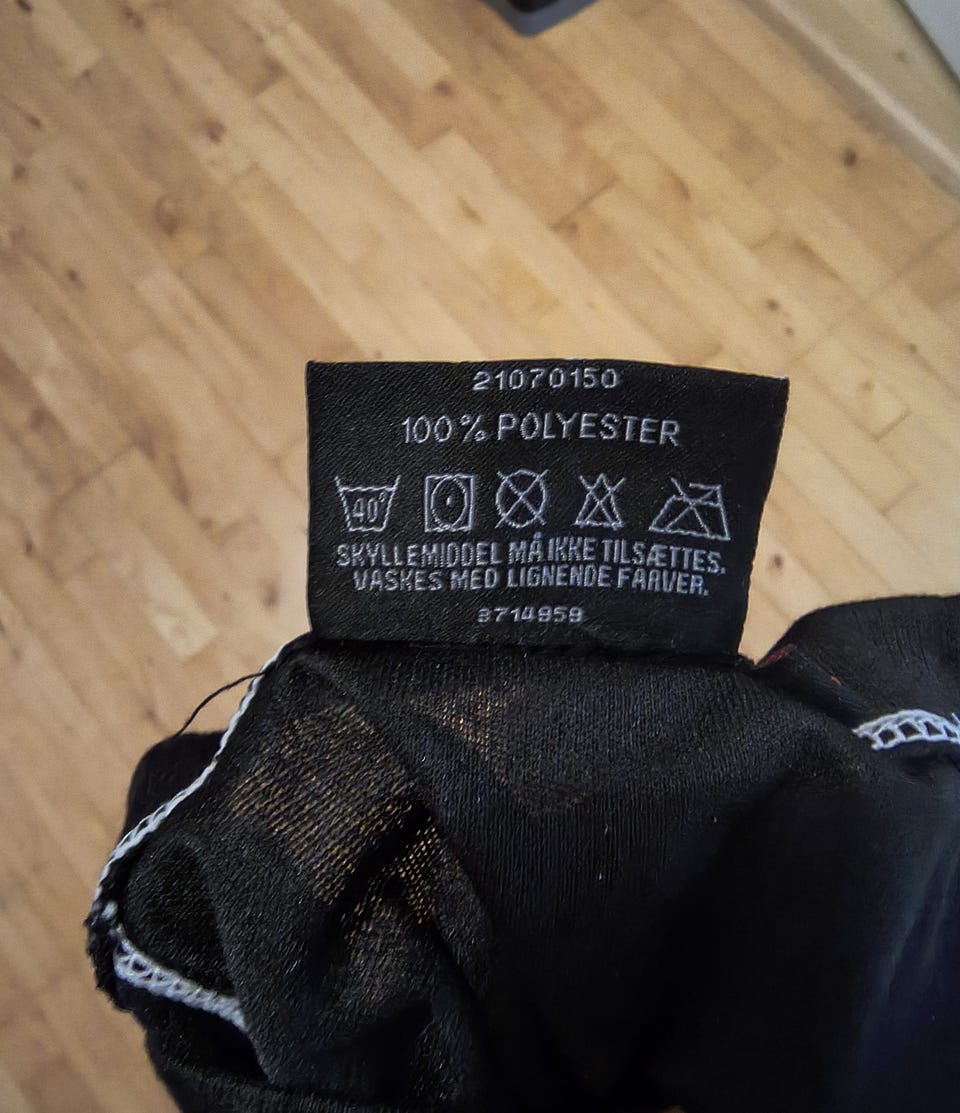 21070150
100% POLYESTER
40°
SKYLLEMIDDEL MÅ IKKE TILSÆTTES.
VASKES MED LIGNENDE FARVER.
3714959